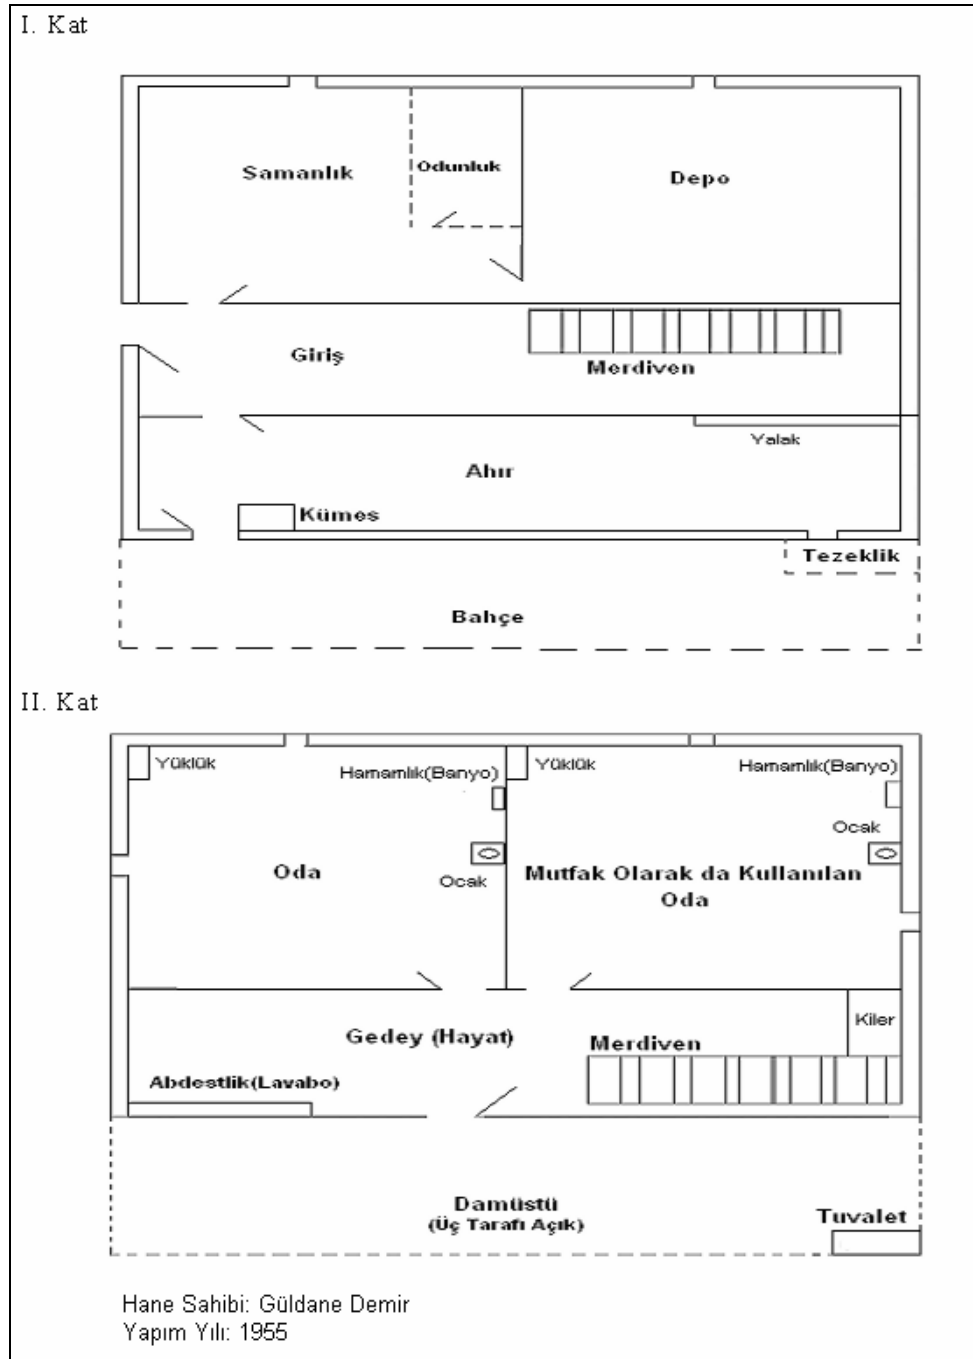 I. Kat
Samanlık
Odunluk
Depo
Giriş
Merdiven
Yalak
Ahır
Kümes
Tezeklik
Bahçe
II. Kat
Yüklük
Hamamlık(Banyo)
Yüklük
Hamamlık(Banyo)
Ocak
Oda
Ocak
Mutfak Olarak da Kullanılan
Oda
Kiler
Gedey (Hayat)
Merdiven
Abdestlik(Lavabo)
Damüstü
(Üç Tarafı Açık)
Tuvalet
Hane Sahibi: Güldane Demir
Yapım Yılı: 1955